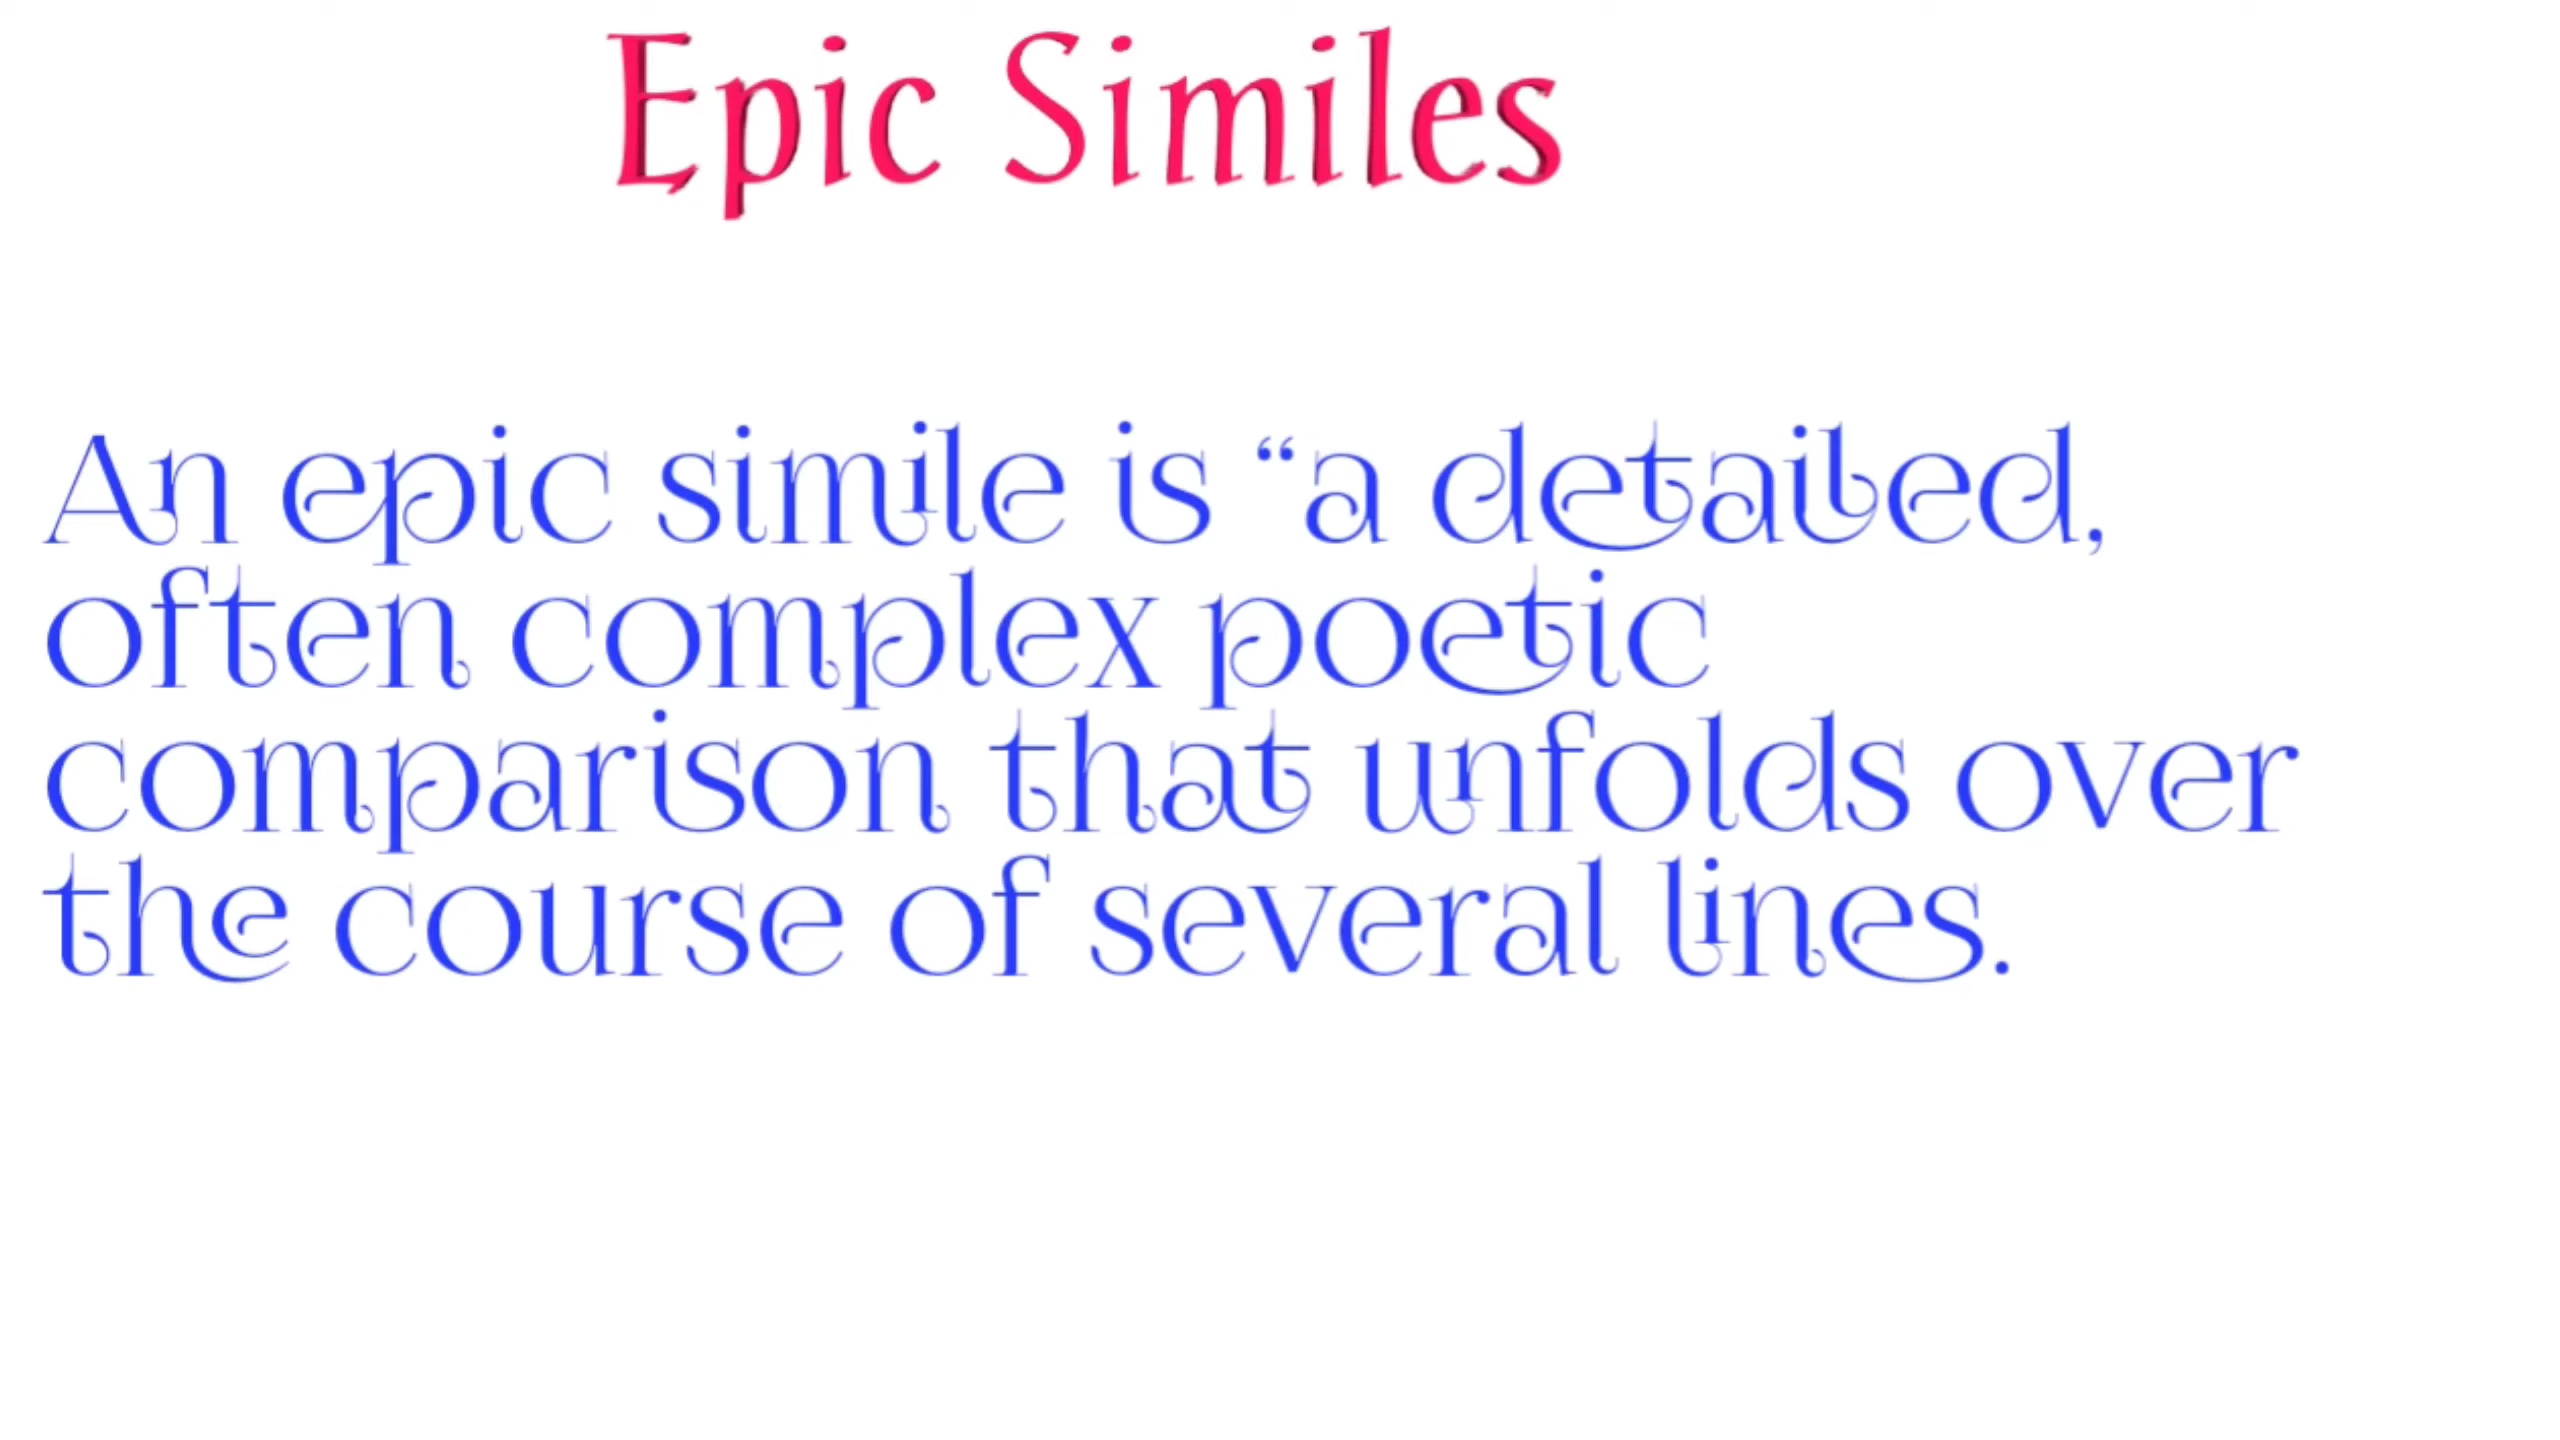 Epic Similes
An epic simile is “a detailed,
often complex poetic
comparison that unfolds over
the course of several lines.